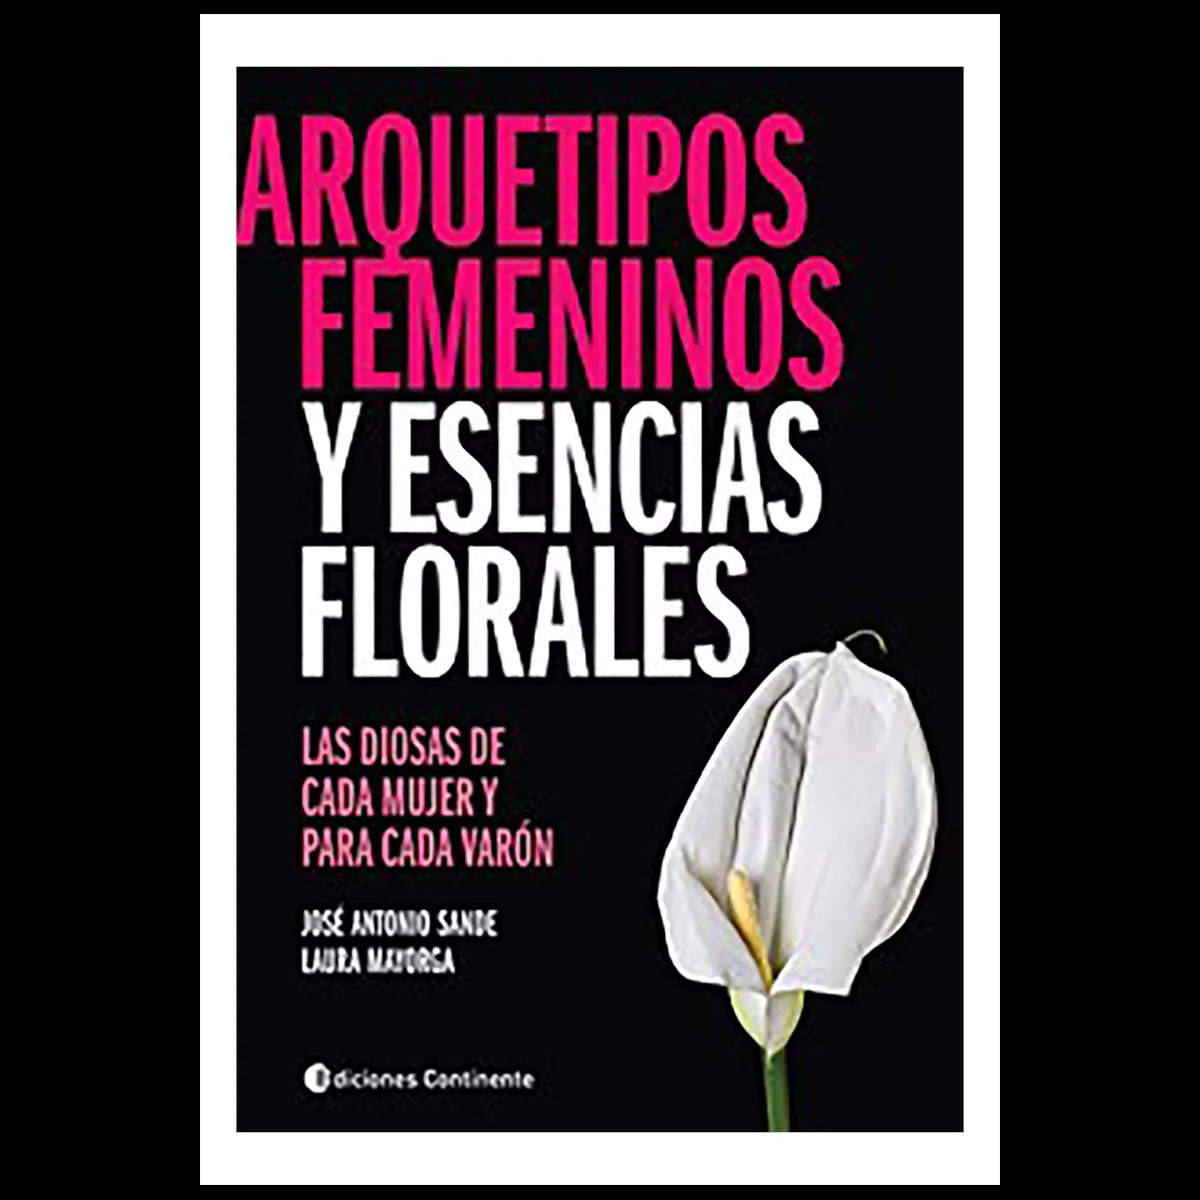 ARQUETIPOS
FEMENINOS
Y ESENCIAS
FLORALES
LAS DIOSAS DE
CADA MUJER Y
PARA CADA VARÓN
JOSÉ ANTONIO SANDE
LAURA MAYORGA
Ediciones Continente